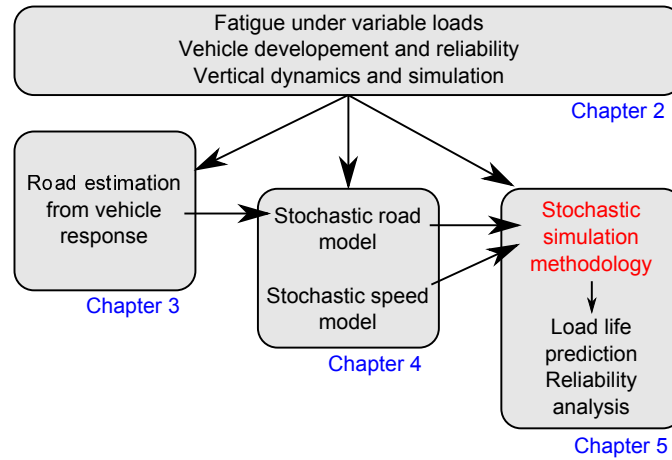 Fatigue under variable loads
Vehicle developement and reliability
Vertical dynamics and simulation
Chapter 2
Road estimation
from vehicle
response
Chapter 3
Stochastic road
model
Stochastic speed
model
Chapter 4
Stochastic
simulation
methodology
Load life
prediction
Reliability
analysis
Chapter 5